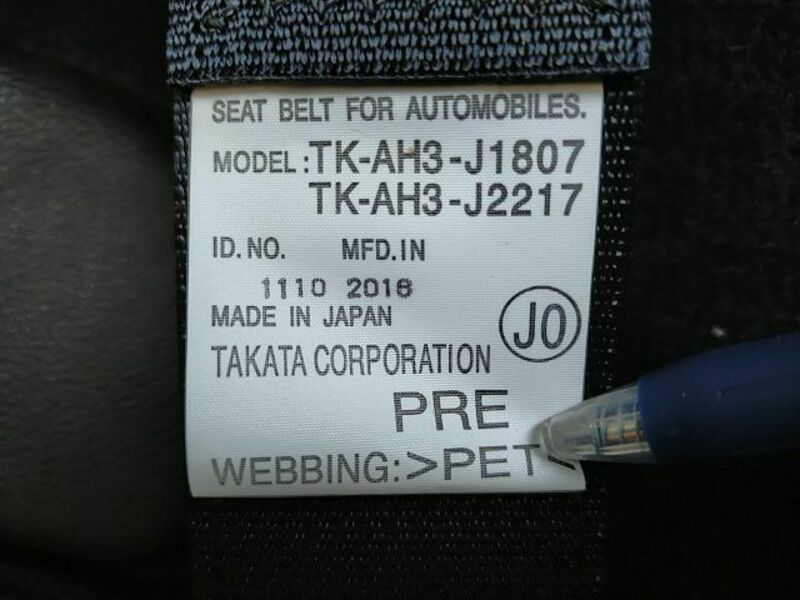 SEAT BELT FOR AUTOMOBILES.
MODEL: TK-AH3-J1807
TK-AH3-J2217
ID.NO. MFD.IN
1110 2016
MADE IN JAPAN
JO
TAKATA CORPORATION
PRE
WEBBING:>PET<